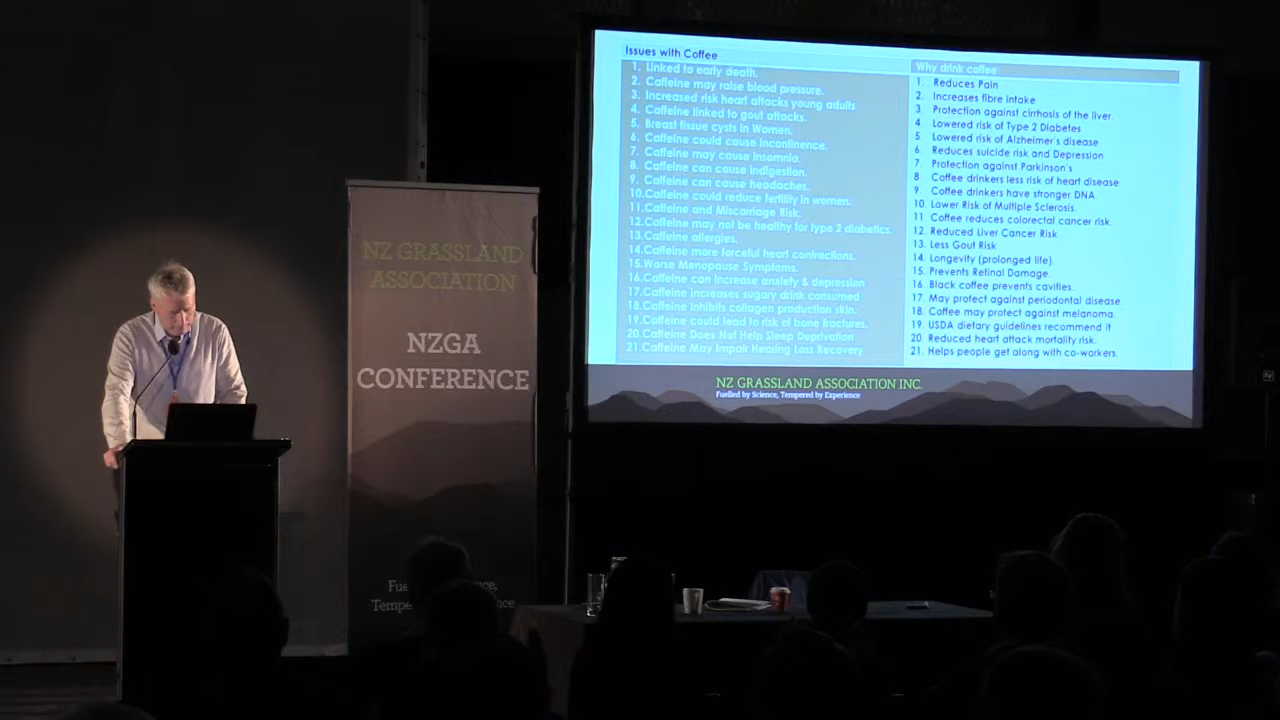 NZ GRASSLAND
ASSOCIATION
NZGA
CONFERENCE
Issues with Coffee
1. Linked to early death.
2. Caffeine may raise blood pressure.
3. Increased risk heart attacks young adults
4. Caffeine linked to gout attacks.
5. Breast tissue cysts in Women.
6. Caffeine could cause incontinence.
7. Caffeine may cause insomnia.
8. Caffeine can cause indigestion.
9. Caffeine can cause headaches.
10. Caffeine could reduce fertility in women.
11. Caffeine and Miscarriage Risk.
12. Caffeine may not be healthy for type 2 diabetics.
13. Caffeine allergies.
14. Caffeine more forceful heart contractions.
15. Worse Menopause Symptoms.
16. Caffeine can increase anxiety & depression
17. Caffeine increases sugary drink consumed
18. Caffeine inhibits collagen production skin.
19. Caffeine could lead to risk of bone fractures.
20. Caffeine Does Not Help Sleep Deprivation
21. Caffeine May Impair Hearing Loss Recovery
Why drink coffee
1. Reduces Pain
2. Increases fibre intake
3. Protection against cirrhosis of the liver.
4. Lowered risk of Type 2 Diabetes
5. Lowered risk of Alzheimer's disease
6. Reduces suicide risk and Depression
7. Protection against Parkinson's
8. Coffee drinkers less risk of heart disease.
9. Coffee drinkers have stronger DNA.
10. Lower Risk of Multiple Sclerosis.
11. Coffee reduces colorectal cancer risk.
12. Reduced Liver Cancer Risk
13. Less Gout Risk
14. Longevity (prolonged life)
15. Prevents Retinal Damage
16. Black coffee prevents cavities.
17. May protect against periodontal disease.
18. Coffee may protect against melanoma.
19. USDA dietary guidelines recommend it
20. Reduced heart attack mortality risk.
21. Helps people get along with co-workers.
NZ GRASSLAND ASSOCIATION INC.
Fuelled by Science, Tempered by Experience